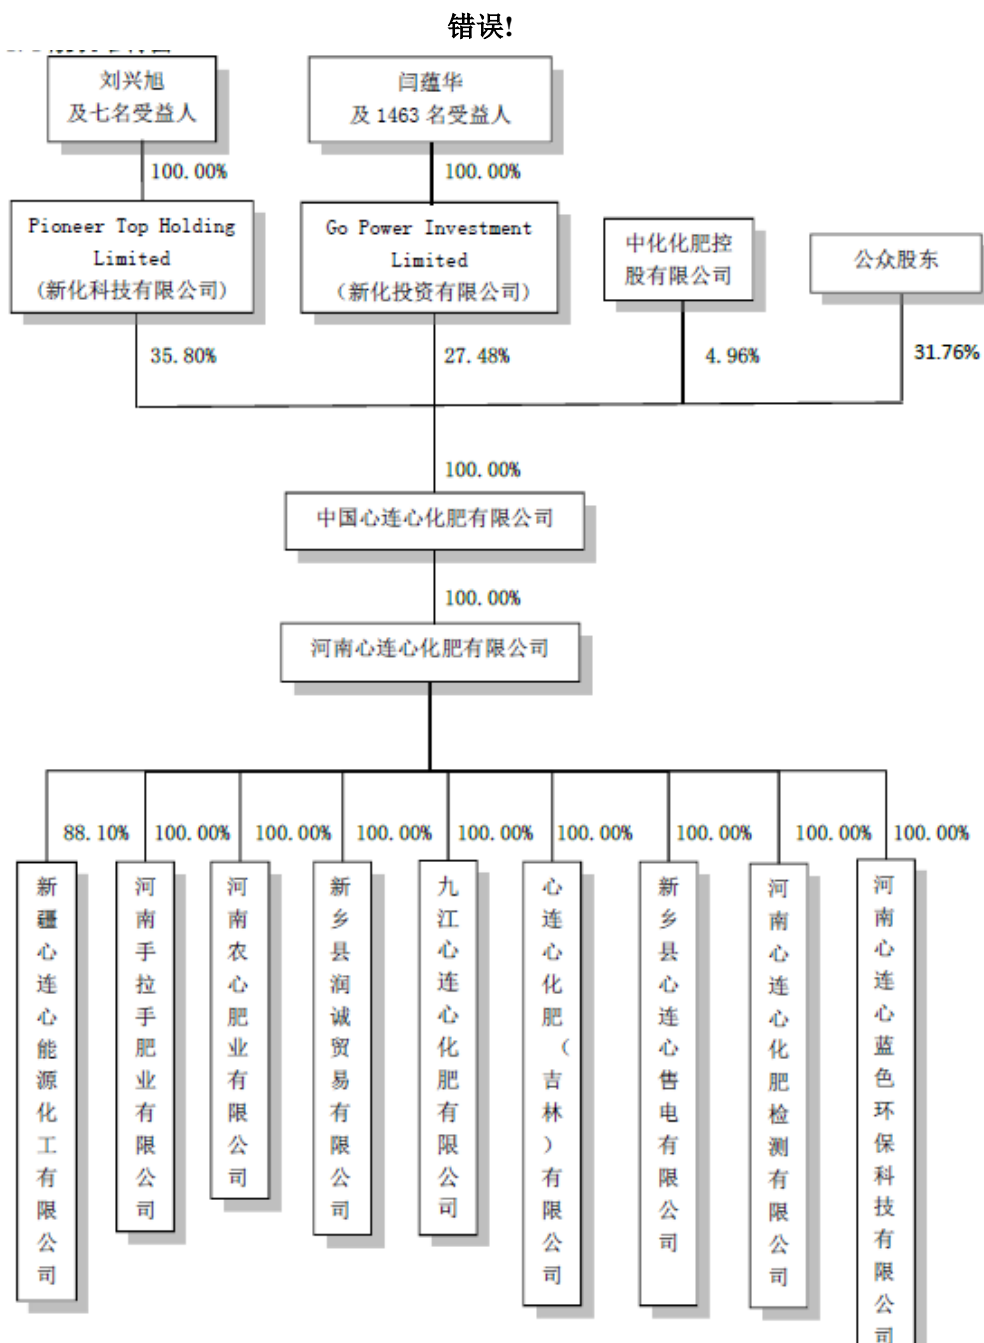 错误!
刘兴旭
及七名受益人
闫蕴华
及 1463 名受益人
100.00%
100.00%
Pioneer Top Holding
Limited
(新化科技有限公司)
Go Power Investment
Limited
（新化投资有限公司)
中化化肥控
股有限公司
公众股东
35.80%
27.48%
4.96%
31.76%
100.00%
中国心连心化肥有限公司
100.00%
河南心连心化肥有限公司
88.10%
100.00%
100.00%
100.00%
100.00%
100.00%
100.00%
100.00%
100.00%
新疆心连心能源化工有限公司
河南手拉手肥业有限公司
河南农心肥业有限公司
新乡县润诚贸易有限公司
九江心连心化肥有限公司
心连心化肥（吉林）有限公司
新乡县心连心售电有限公司
河南心连心化肥检测有限公司
河南心连心蓝色环保科技有限公司